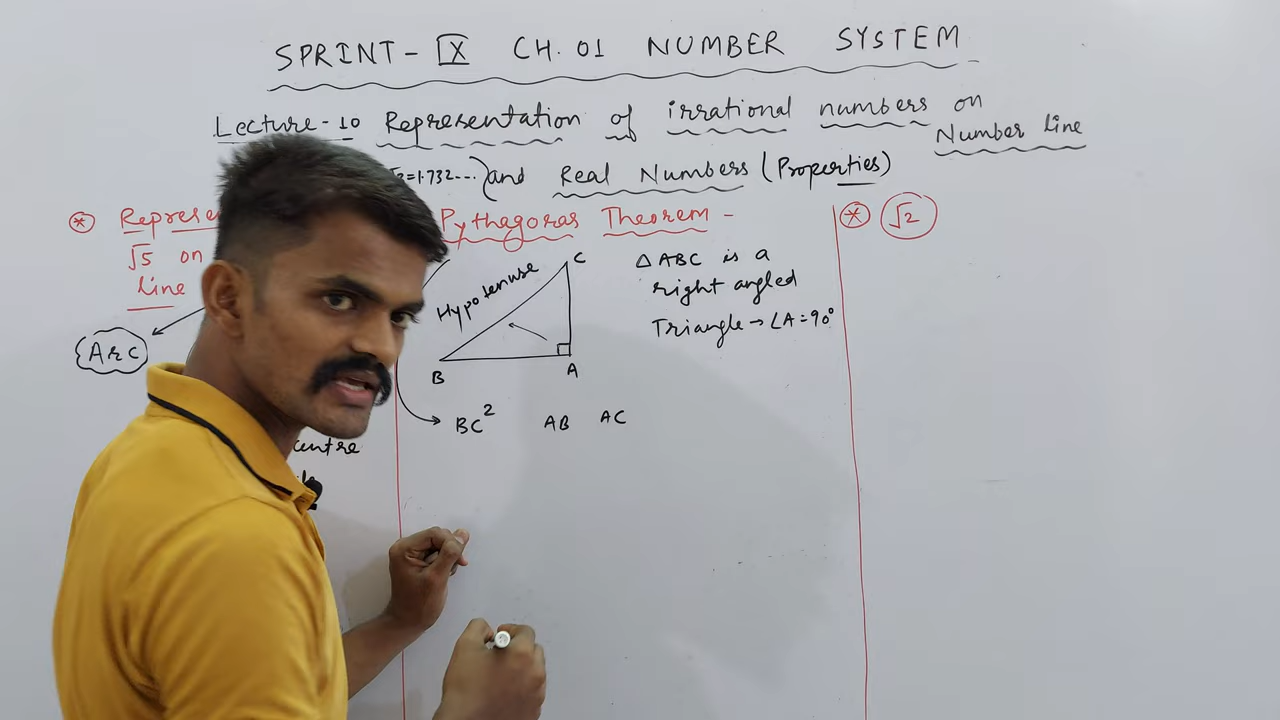 SPRINT- IX CH. 01 NUMBER SYSTEM
Lecture - 10 Representation of irrational numbers on
Number line
=1.732...) and Real Numbers (Properties)
* Pythagoras Theorem -
√5 on
line
Arc
centre
Hypotenuse
C
B
A
△ABC is a
right angled
Triangle → ∠A=90°
BC² AB AC
* √2